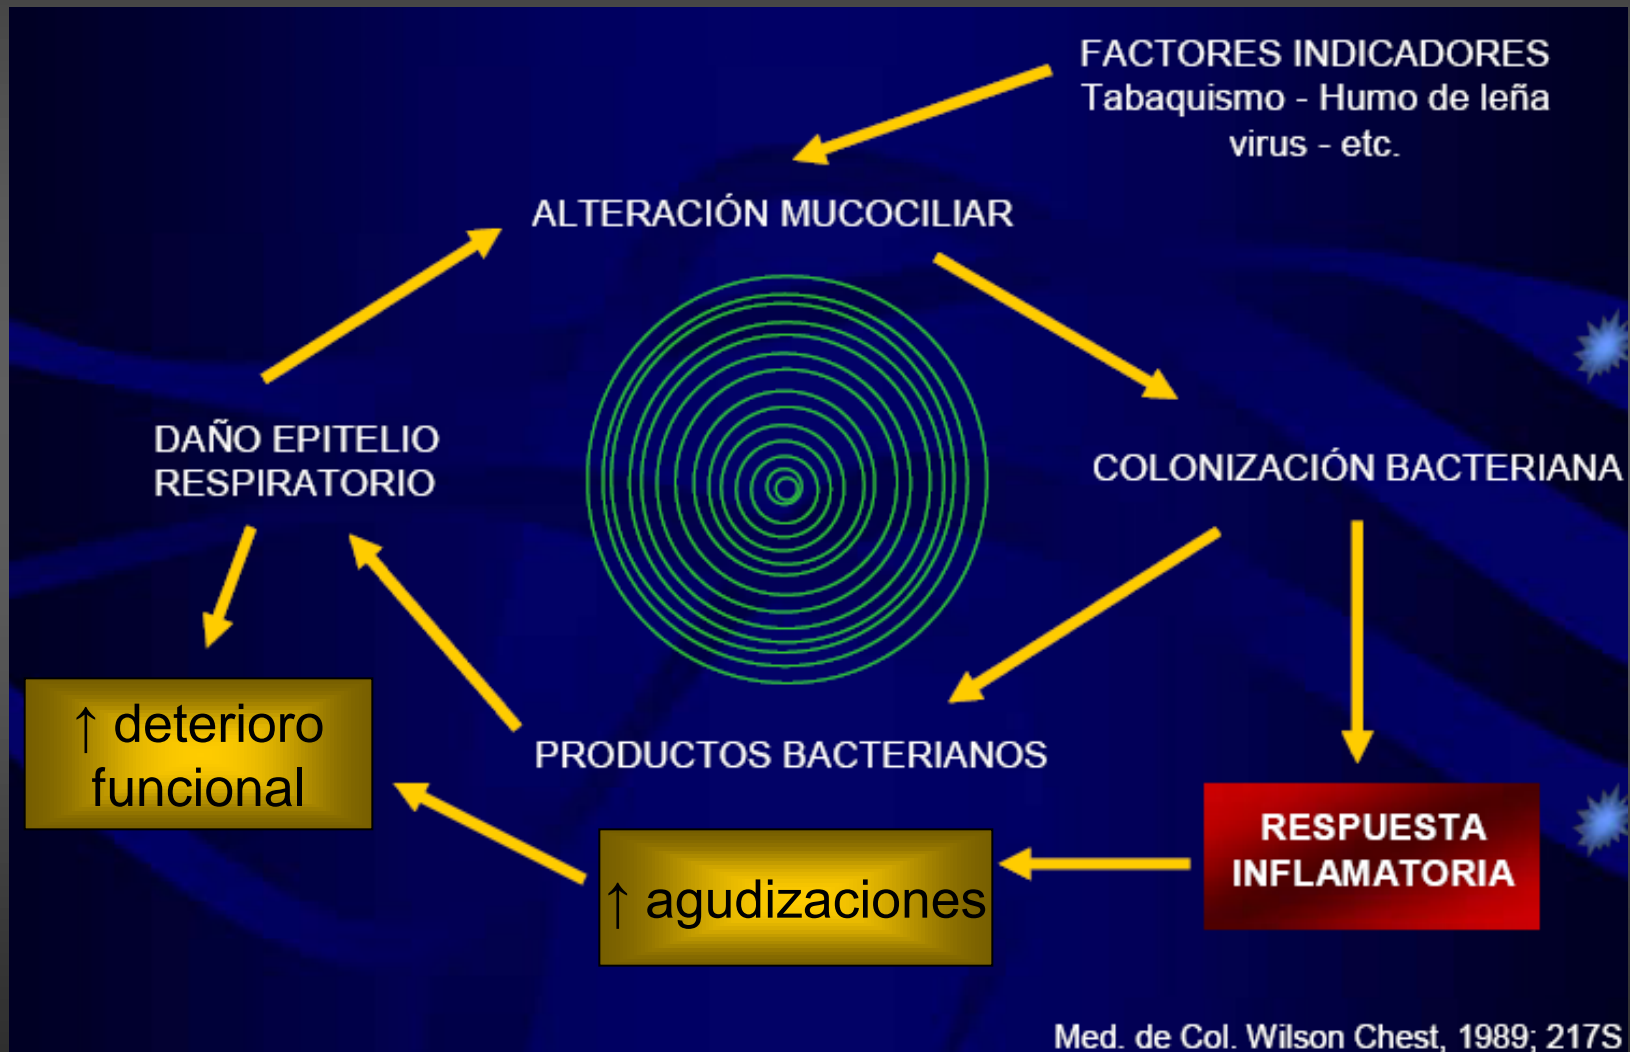 FACTORES INDICADORES
Tabaquismo - Humo de leña
virus - etc.
ALTERACIÓN MUCOCILIAR
DAÑO EPITELIO
RESPIRATORIO
COLONIZACIÓN BACTERIANA
↑ deterioro
funcional
PRODUCTOS BACTERIANOS
RESPUESTA
INFLAMATORIA
↑ agudizaciones
Med. de Col. Wilson Chest, 1989; 217S